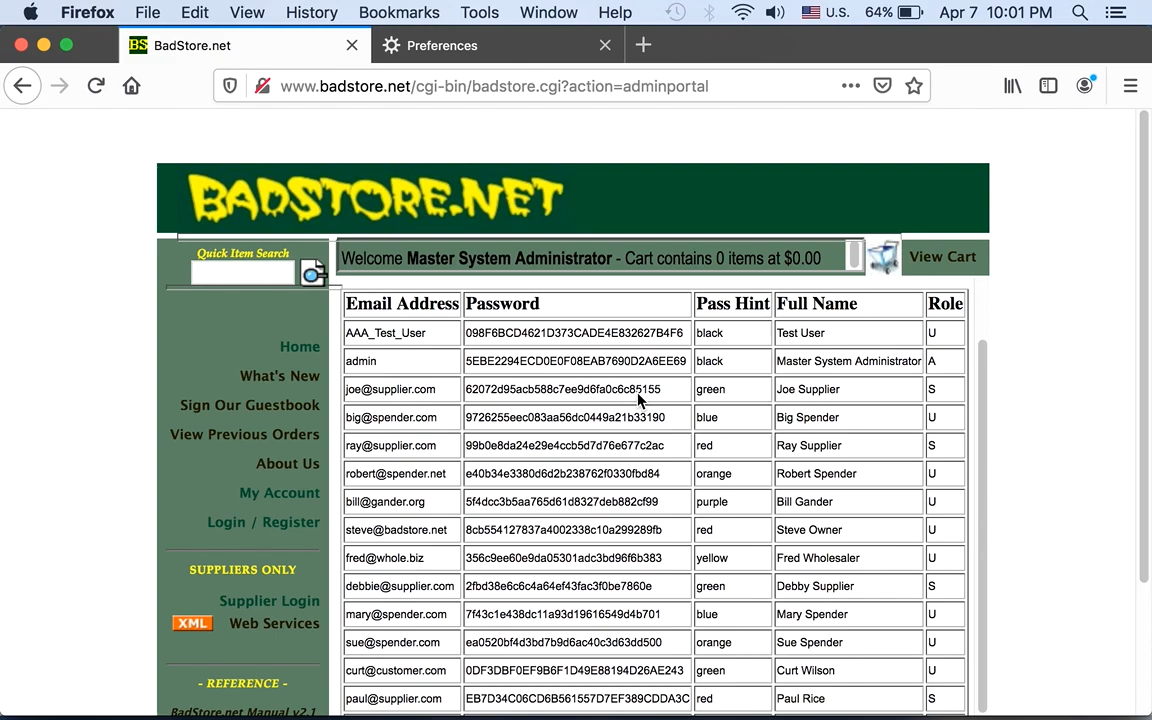 Firefox File Edit View History Bookmarks Tools Window Help U.S. 64% Apr 7 10:01 PM
BS BadStore.net Preferences
www.badstore.net/cgi-bin/badstore.cgi?action=adminportal
BADSTORE.NET
Quick Item Search
Welcome Master System Administrator - Cart contains 0 items at $0.00 View Cart
Home
What's New
Sign Our Guestbook
View Previous Orders
About Us
My Account
Login / Register
SUPPLIERS ONLY
Supplier Login
XML Web Services
- REFERENCE -
BadStore.net Manual v2.1
Email Address Password Pass Hint Full Name Role
AAA_Test_User 098F6BCD4621D373CADE4E832627B4F6 black Test User U
admin 5EBE2294ECD0E0F08EAB7690D2A6EE69 black Master System Administrator A
joe@supplier.com 62072d95acb588c7ee9d6fa0c6c85155 green Joe Supplier S
big@spender.com 9726255eec083aa56dc0449a21b33190 blue Big Spender U
ray@supplier.com 99b0e8da24e29e4ccb5d7d76e677c2ac red Ray Supplier S
robert@spender.net e40b34e3380d6d2b238762f0330fbd84 orange Robert Spender U
bill@gander.org 5f4dcc3b5aa765d61d8327deb882cf99 purple Bill Gander U
steve@badstore.net 8cb554127837a4002338c10a299289fb red Steve Owner U
fred@whole.biz 356c9ee60e9da05301adc3bd96f6b383 yellow Fred Wholesaler U
debbie@supplier.com 2fbd38e6c6c4a64ef43fac3f0be7860e green Debby Supplier S
mary@spender.com 7f43c1e438dc11a93d19616549d4b701 blue Mary Spender U
sue@spender.com ea0520bf4d3bd7b9d6ac40c3d63dd500 orange Sue Spender U
curt@customer.com 0DF3DBF0EF9B6F1D49E88194D26AE243 green Curt Wilson U
paul@supplier.com EB7D34C06CD6B561557D7EF389CDDA3C red Paul Rice S